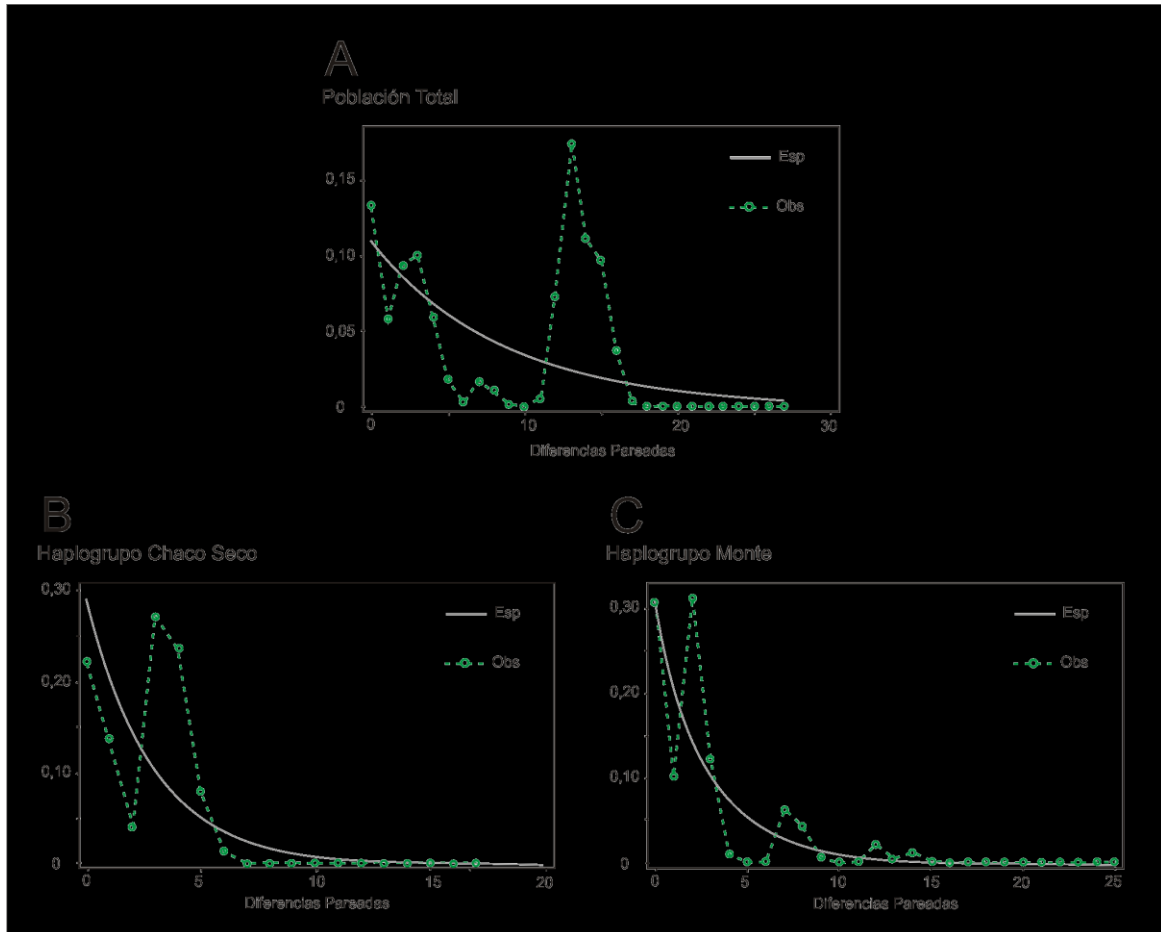 A
Población Total
Esp
Obs
0,15
0,10
0,05
0
0 10 20 30
Diferencias Pareadas
B
Haplogrupo Chaco Seco
Esp
Obs
0,30
0,20
0,10
0
0 5 10 15 20
Diferencias Pareadas
C
Haplogrupo Monte
Esp
Obs
0,30
0,20
0,10
0
0 5 10 15 20 25
Diferencias Pareadas